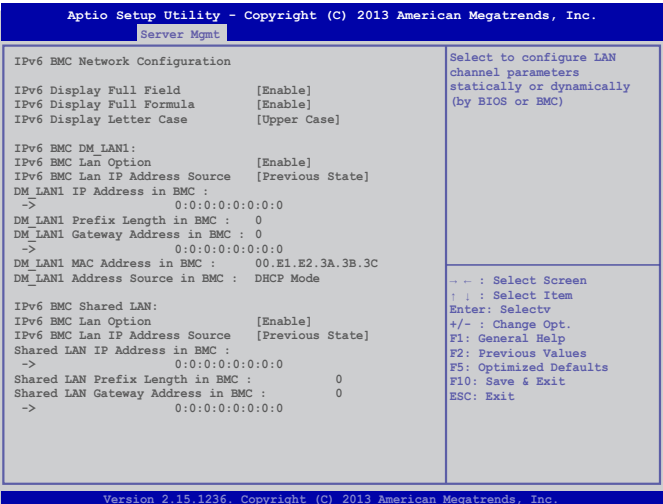 Aptio Setup Utility - Copyright (C) 2013 American Megatrends, Inc.
Server Mgmt
IPv6 BMC Network Configuration
IPv6 Display Full Field [Enable]
IPv6 Display Full Formula [Enable]
IPv6 Display Letter Case [Upper Case]
IPv6 BMC DM_LAN1:
IPv6 BMC Lan Option [Enable]
IPv6 BMC Lan IP Address Source [Previous State]
DM_LAN1 IP Address in BMC :
-> 0:0:0:0:0:0:0:0
DM_LAN1 Prefix Length in BMC : 0
DM_LAN1 Gateway Address in BMC : 0
-> 0:0:0:0:0:0:0:0
DM_LAN1 MAC Address in BMC : 00.E1.E2.3A.3B.3C
DM_LAN1 Address Source in BMC : DHCP Mode
IPv6 BMC Shared LAN:
IPv6 BMC Lan Option [Enable]
IPv6 BMC Lan IP Address Source [Previous State]
Shared LAN IP Address in BMC :
-> 0:0:0:0:0:0:0:0
Shared LAN Prefix Length in BMC : 0
Shared LAN Gateway Address in BMC : 0
-> 0:0:0:0:0:0:0:0
Select to configure LAN
channel parameters
statically or dynamically
(by BIOS or BMC)
→ ← : Select Screen
↑ ↓ : Select Item
Enter: Selectv
+/- : Change Opt.
F1: General Help
F2: Previous Values
F5: Optimized Defaults
F10: Save & Exit
ESC: Exit
Version 2.15.1236. Copyright (C) 2013 American Megatrends, Inc.